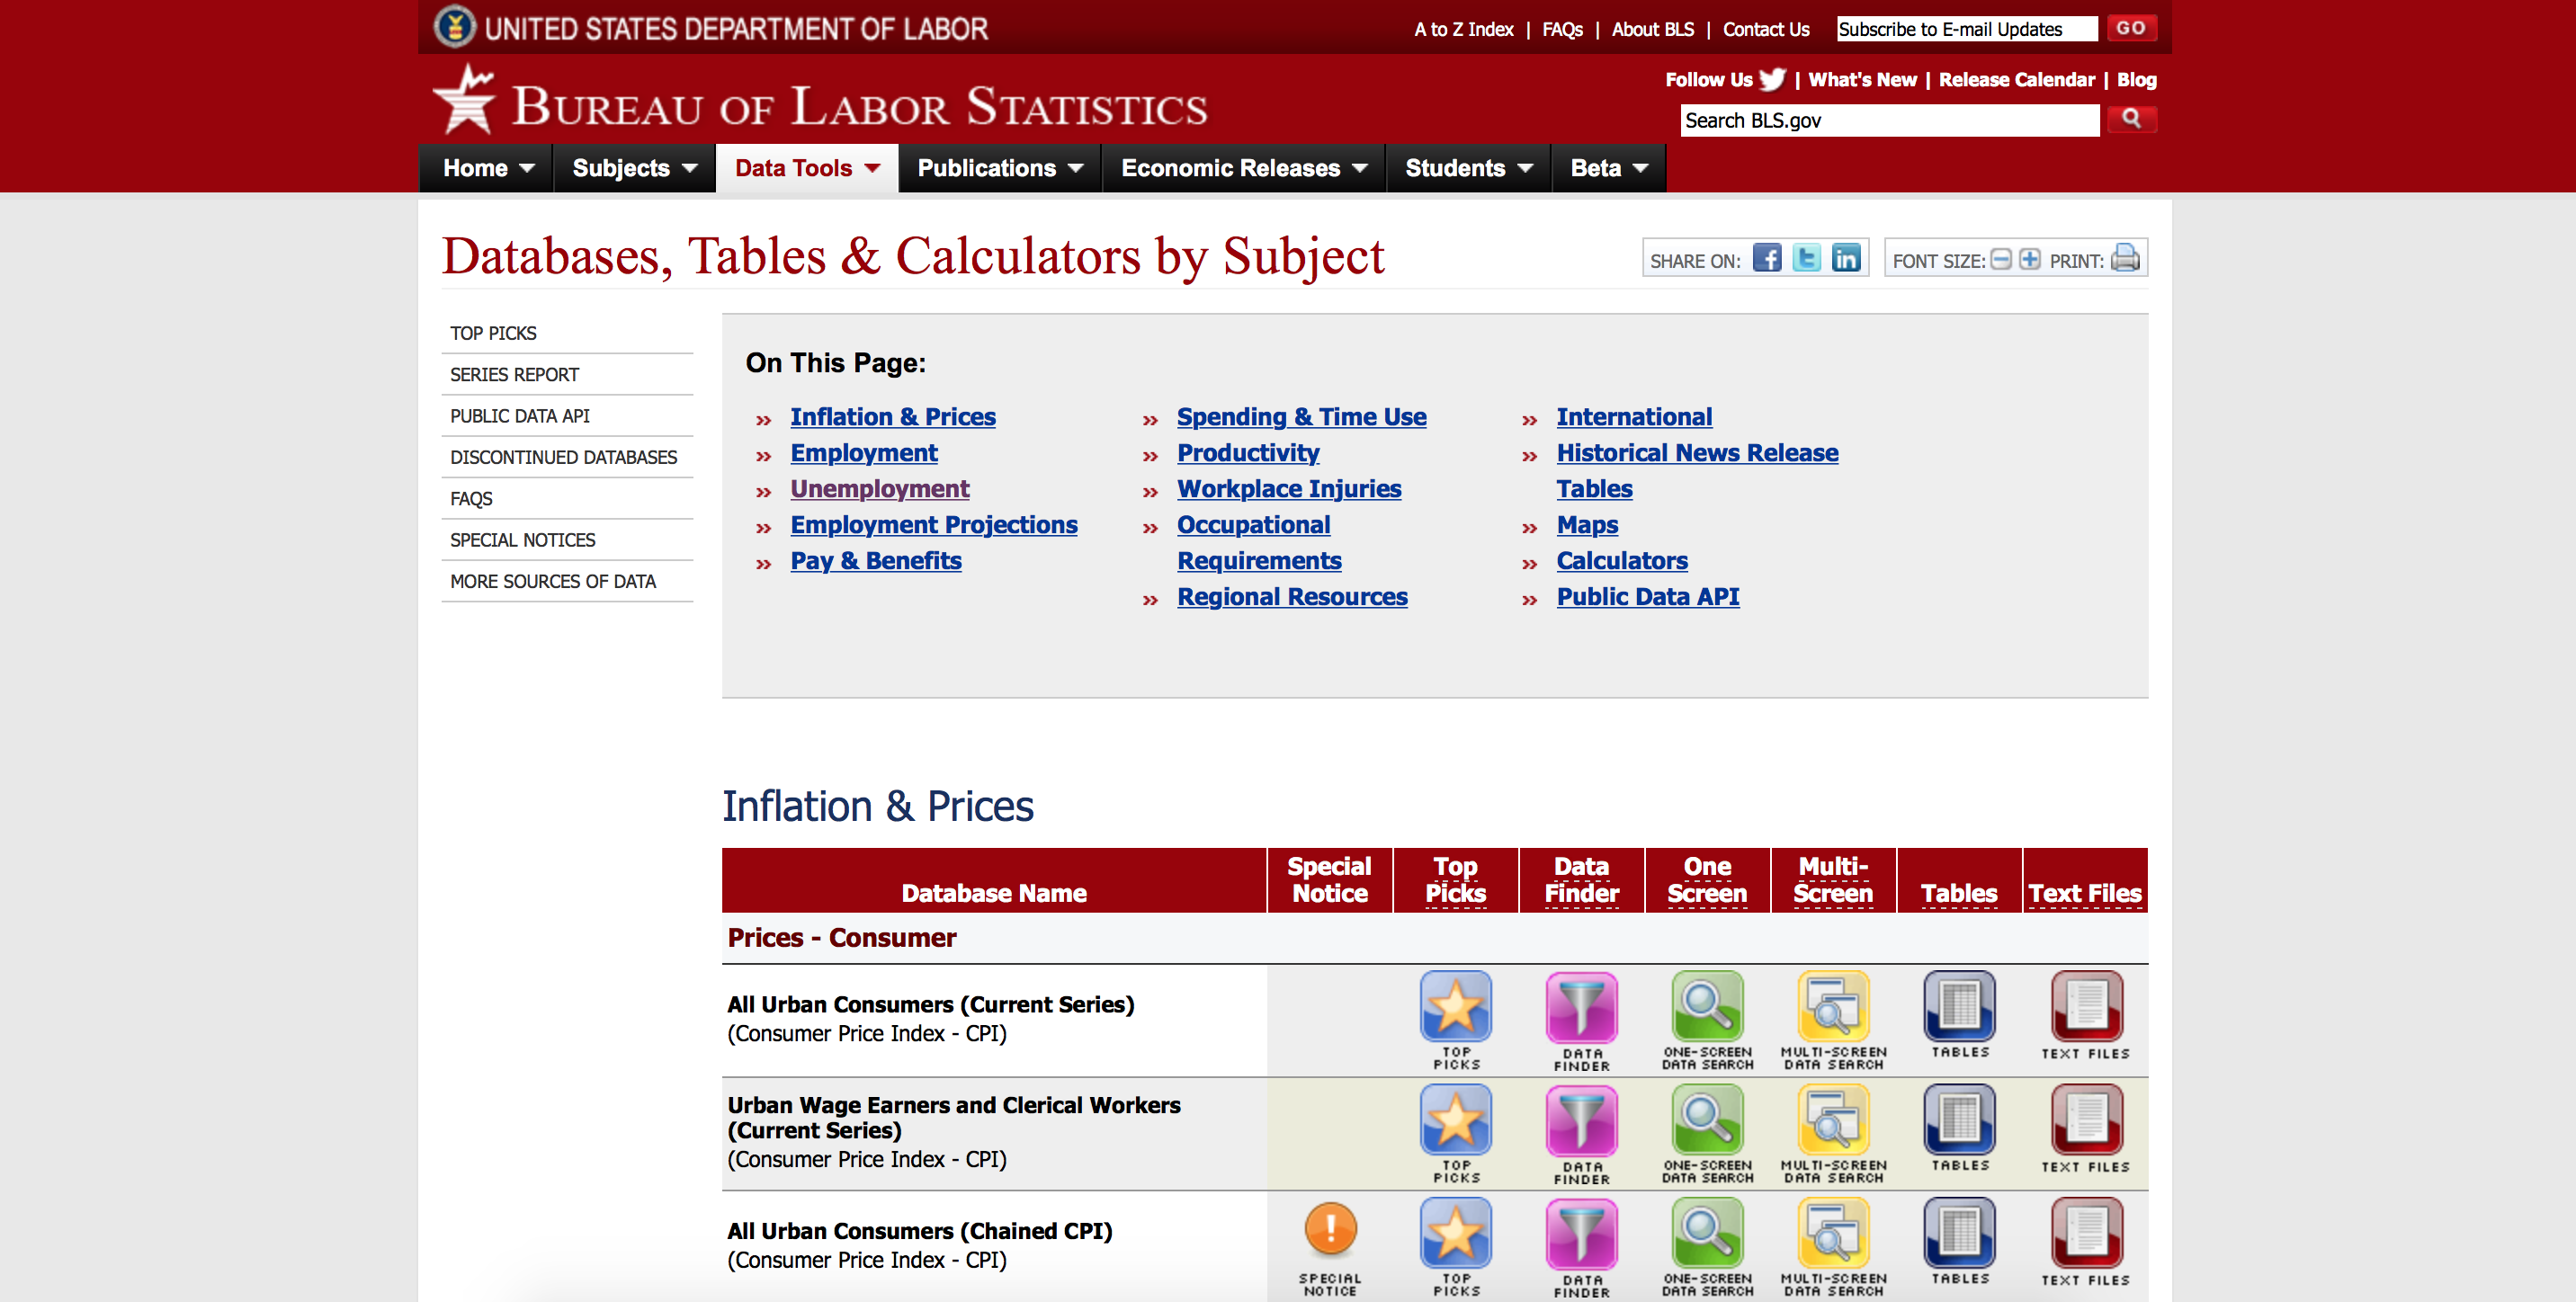 UNITED STATES DEPARTMENT OF LABOR
A to Z Index | FAQs | About BLS | Contact Us
Subscribe to E-mail Updates
GO
BUREAU OF LABOR STATISTICS
Follow Us | What's New | Release Calendar | Blog
Search BLS.gov
Home
Subjects
Data Tools
Publications
Economic Releases
Students
Beta
Databases, Tables & Calculators by Subject
SHARE ON:
FONT SIZE:
PRINT:
TOP PICKS
SERIES REPORT
PUBLIC DATA API
DISCONTINUED DATABASES
FAQS
SPECIAL NOTICES
MORE SOURCES OF DATA
On This Page:
» Inflation & Prices
» Employment
» Unemployment
» Employment Projections
» Pay & Benefits
» Spending & Time Use
» Productivity
» Workplace Injuries
» Occupational
Requirements
» Regional Resources
» International
» Historical News Release
Tables
» Maps
» Calculators
» Public Data API
Inflation & Prices
Database Name
Special
Notice
Top
Picks
Data
Finder
One
Screen
Multi-
Screen
Tables
Text Files
Prices - Consumer
All Urban Consumers (Current Series)
(Consumer Price Index - CPI)
TOP
PICKS
DATA
FINDER
ONE-SCREEN
DATA SEARCH
MULTI-SCREEN
DATA SEARCH
TABLES
TEXT FILES
Urban Wage Earners and Clerical Workers
(Current Series)
(Consumer Price Index - CPI)
TOP
PICKS
DATA
FINDER
ONE-SCREEN
DATA SEARCH
MULTI-SCREEN
DATA SEARCH
TABLES
TEXT FILES
All Urban Consumers (Chained CPI)
(Consumer Price Index - CPI)
SPECIAL
NOTICE
TOP
PICKS
DATA
FINDER
ONE-SCREEN
DATA SEARCH
MULTI-SCREEN
DATA SEARCH
TABLES
TEXT FILES